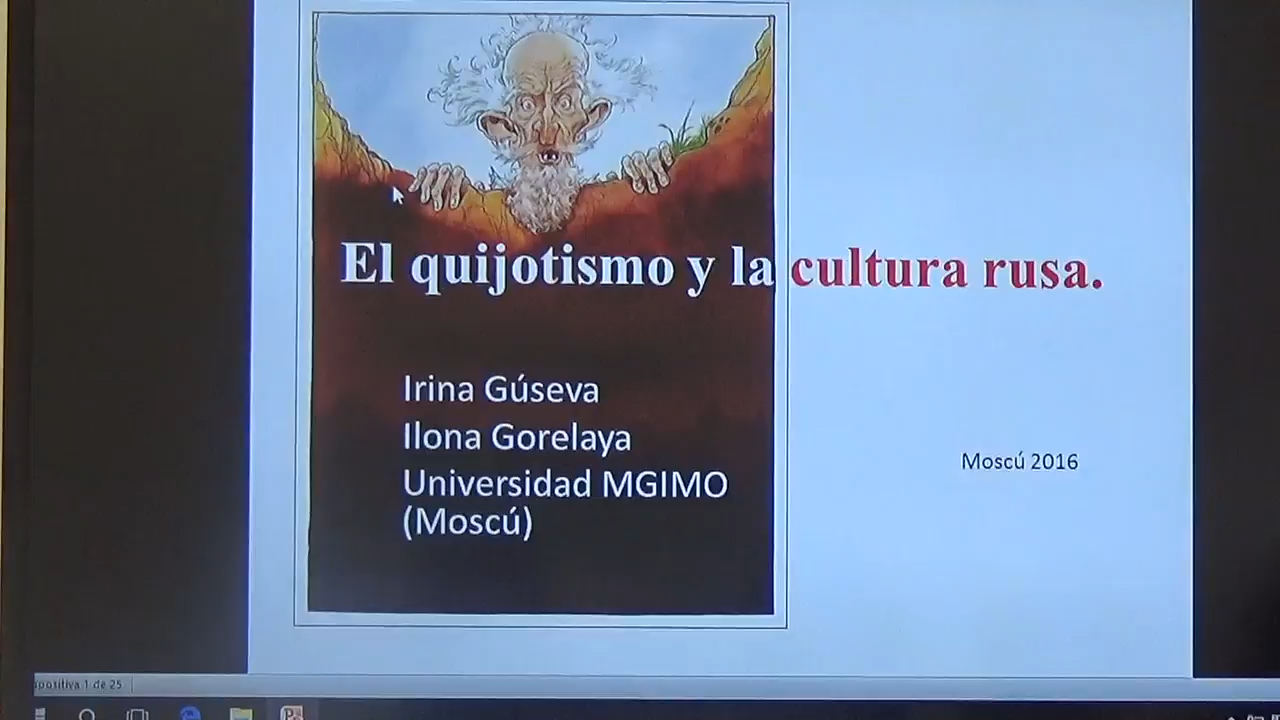 El quijotismo y la cultura rusa.
Irina Gúseva
Ilona Gorelaya
Universidad MGIMO
(Moscú)
Moscú 2016
1 de 25